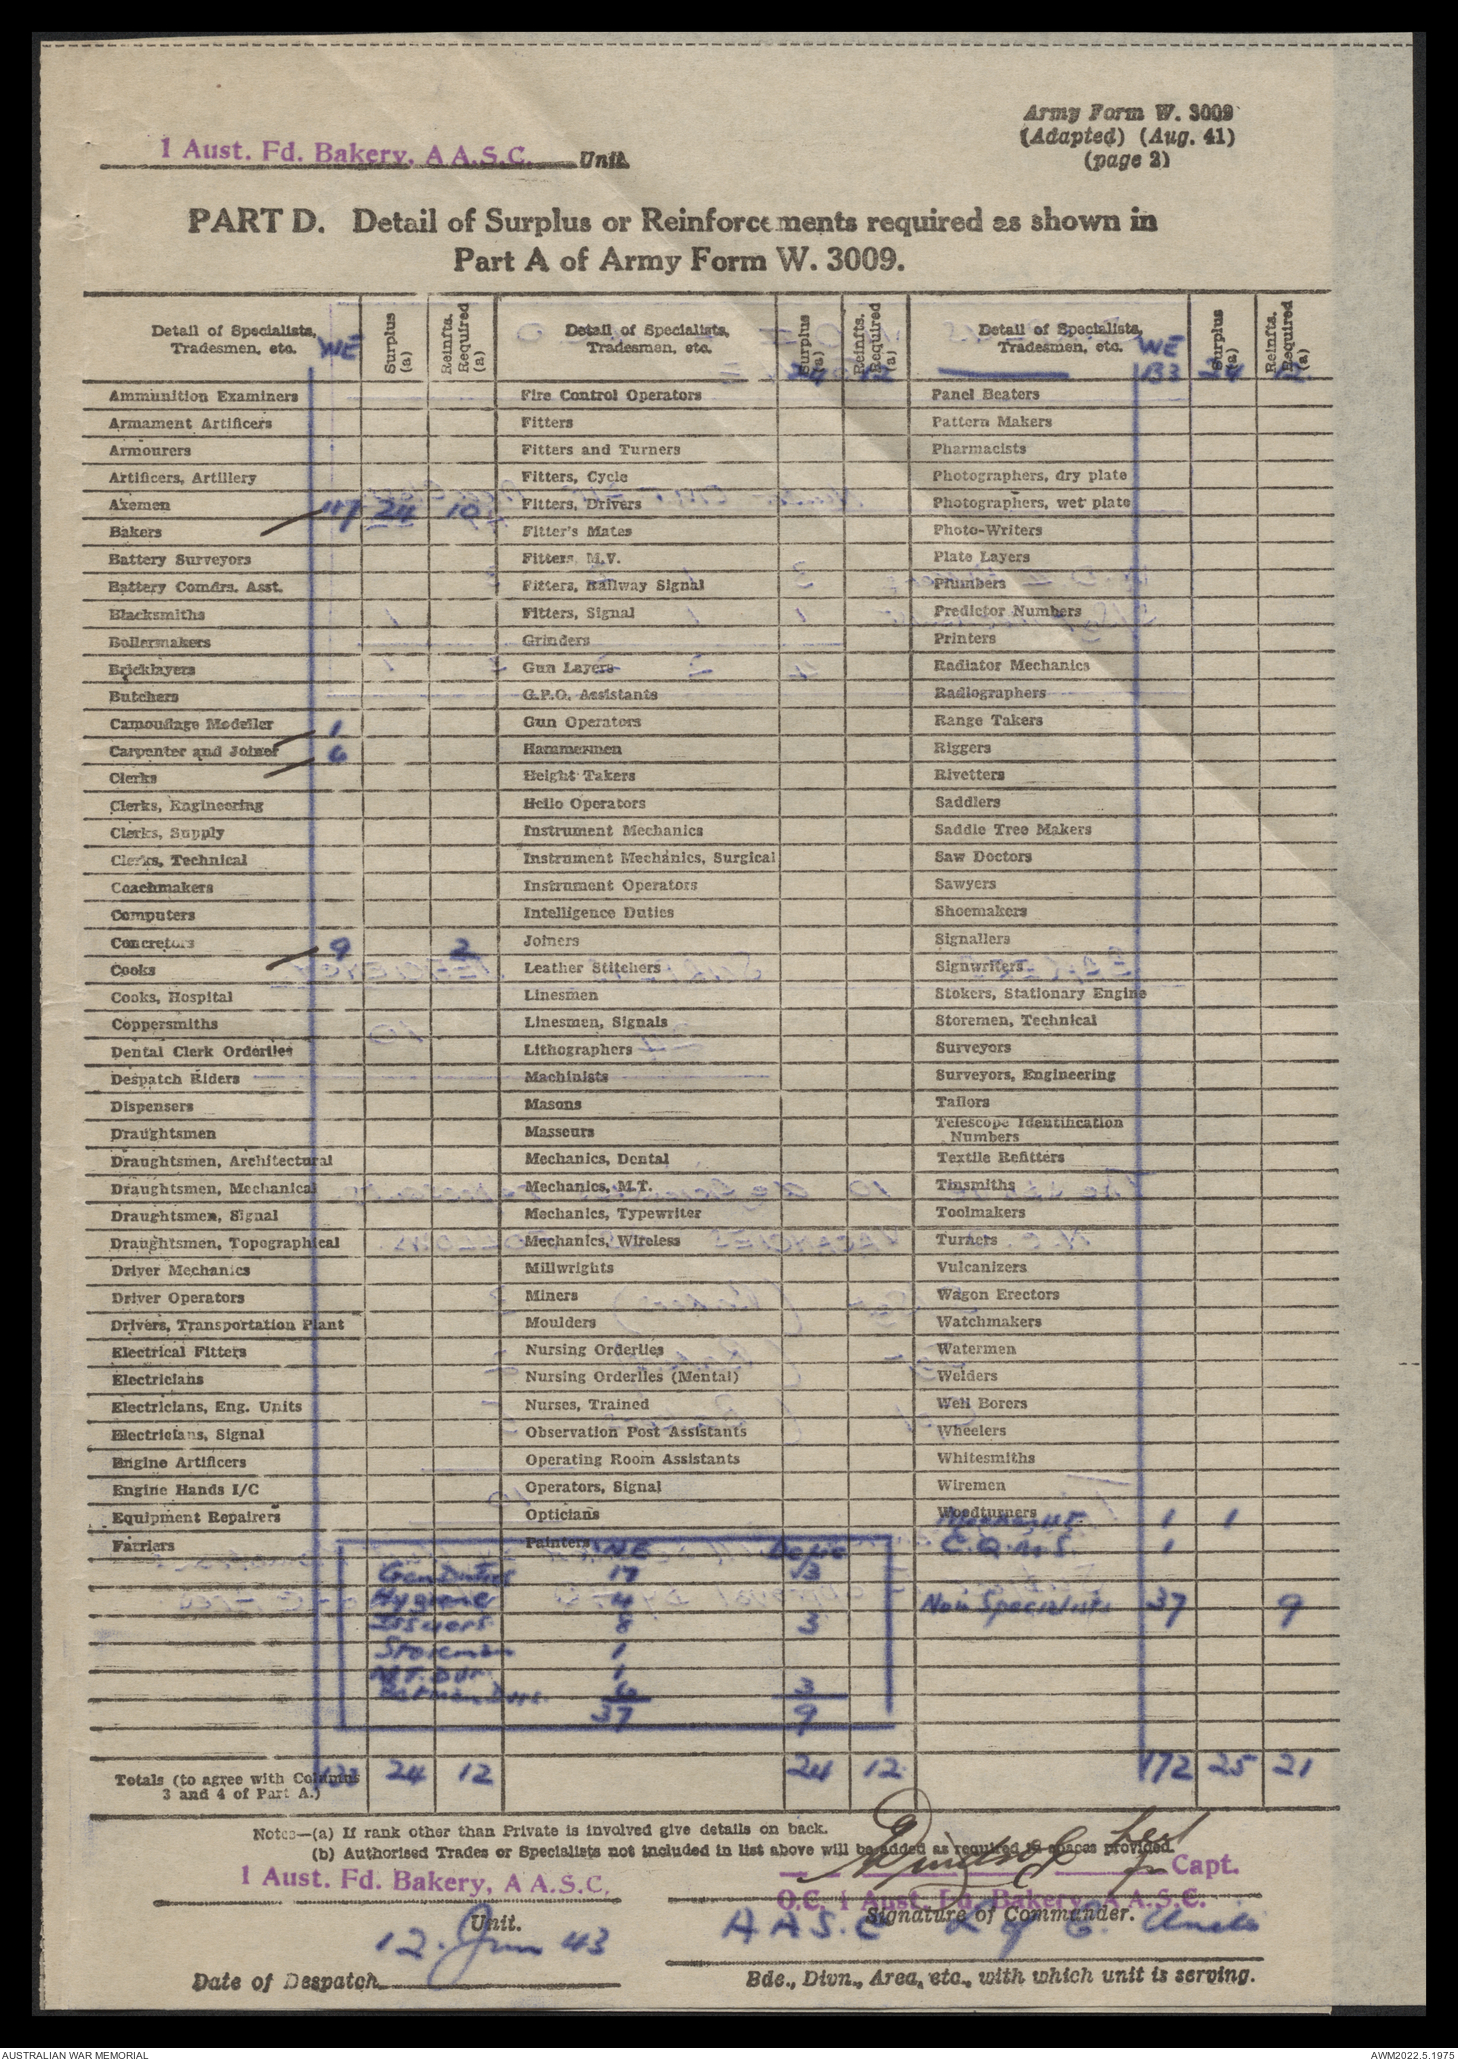 Army Form W. 3009
(Adapted) (Aug. 41)
(page 2)
1 Aust. Fd. Bakery, A.A.S.C. Unit.
PART D. Detail of Surplus or Reinforcements required as shown in
Part A of Army Form W. 3009.
Detail of Specialists, Tradesmen, etc. WE | Surplus (a) | Reinfts. Required (a) | Detail of Specialists, Tradesmen, etc. | Surplus (a) 24 | Reinfts. Required (a) 12 | Detail of Specialists, Tradesmen, etc. WE 133 | Surplus (a) 24 | Reinfts. Required (a) 12
Ammunition Examiners | Fire Control Operators | Panel Beaters
Armament Artificers | Fitters | Pattern Makers
Armourers | Fitters and Turners | Pharmacists
Artificers, Artillery | Fitters, Cycle | Photographers, dry plate
Axemen | Fitters, Drivers | Photographers, wet plate
Bakers 117 24 10 | Fitter's Mates | Photo-Writers
Battery Surveyors | Fitters, M.V. | Plate Layers
Battery Comdrs. Asst. | Fitters, Railway Signal | Plumbers
Blacksmiths | Fitters, Signal | Predictor Numbers
Boilermakers | Grinders | Printers
Bricklayers | Gun Layers | Radiator Mechanics
Butchers | G.P.O. Assistants | Radiographers
Camouflage Modeller | Gun Operators | Range Takers
Carpenter and Joiner 1 | Hammermen | Riggers
Clerks 6 | Height Takers | Rivetters
Clerks, Engineering | Helio Operators | Saddlers
Clerks, Supply | Instrument Mechanics | Saddle Tree Makers
Clerks, Technical | Instrument Mechanics, Surgical | Saw Doctors
Coachmakers | Instrument Operators | Sawyers
Computers | Intelligence Duties | Shoemakers
Concretors | Joiners | Signallers
Cooks 9 2 | Leather Stitchers | Signwriters
Cooks, Hospital | Linesmen | Stokers, Stationary Engine
Coppersmiths | Linesmen, Signals | Storemen, Technical
Dental Clerk Orderlies | Lithographers | Surveyors
Despatch Riders | Machinists | Surveyors, Engineering
Dispensers | Masons | Tailors
Draughtsmen | Masseurs | Telescope Identification Numbers
Draughtsmen, Architectural | Mechanics, Dental | Textile Refitters
Draughtsmen, Mechanical | Mechanics, M.T. | Tinsmiths
Draughtsmen, Signal | Mechanics, Typewriter | Toolmakers
Draughtsmen, Topographical | Mechanics, Wireless | Turners
Driver Mechanics | Millwrights | Vulcanizers
Driver Operators | Miners | Wagon Erectors
Drivers, Transportation Plant | Moulders | Watchmakers
Electrical Fitters | Nursing Orderlies | Watermen
Electricians | Nursing Orderlies (Mental) | Welders
Electricians, Eng. Units | Nurses, Trained | Well Borers
Electricians, Signal | Observation Post Assistants | Wheelers
Engine Artificers | Operating Room Assistants | Whitesmiths
Engine Hands I/C | Operators, Signal | Wiremen
Equipment Repairers | Opticians | Woodturners
1 1
Farriers | Painters WE | C.Q.M.S. 1
Gen Duties 17 3
Hygiene 4 | Non Specialists 37 9
Issuers 8 3
Storeman 1
M.T. Dvr. 1
Batman Dvrs. 6 3
37 9
Totals (to agree with Columns 3 and 4 of Part A.) 133 | 24 | 12 | 24 | 12 | 172 | 25 | 21
Notes—(a) If rank other than Private is involved give details on back.
(b) Authorised Trades or Specialists not included in list above will be added as required in spaces provided.
Capt.
1 Aust. Fd. Bakery, A.A.S.C.
O.C. 1 Aust. Fd. Bakery, A.A.S.C.
Unit.
Signature of Commander.
A A S.C L of C. Units
12. Jun 43
Date of Despatch
Bde., Divn., Area, etc., with which unit is serving.
AUSTRALIAN WAR MEMORIAL
AWM2022.5.1975